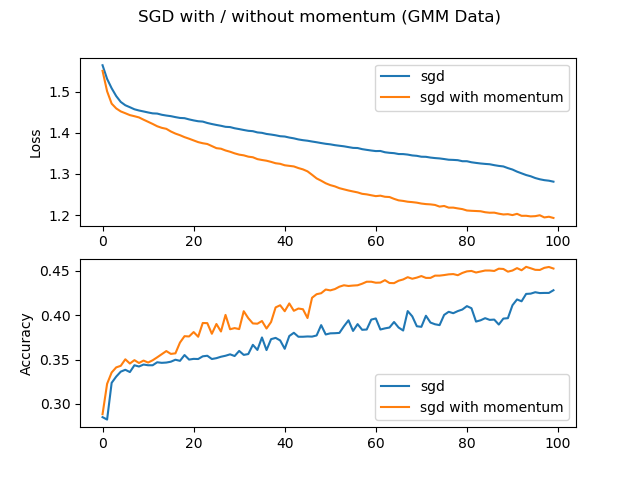 SGD with / without momentum (GMM Data)
Loss
1.5
1.4
1.3
1.2
sgd
sgd with momentum
0 20 40 60 80 100
Accuracy
0.45
0.40
0.35
0.30
sgd
sgd with momentum
0 20 40 60 80 100